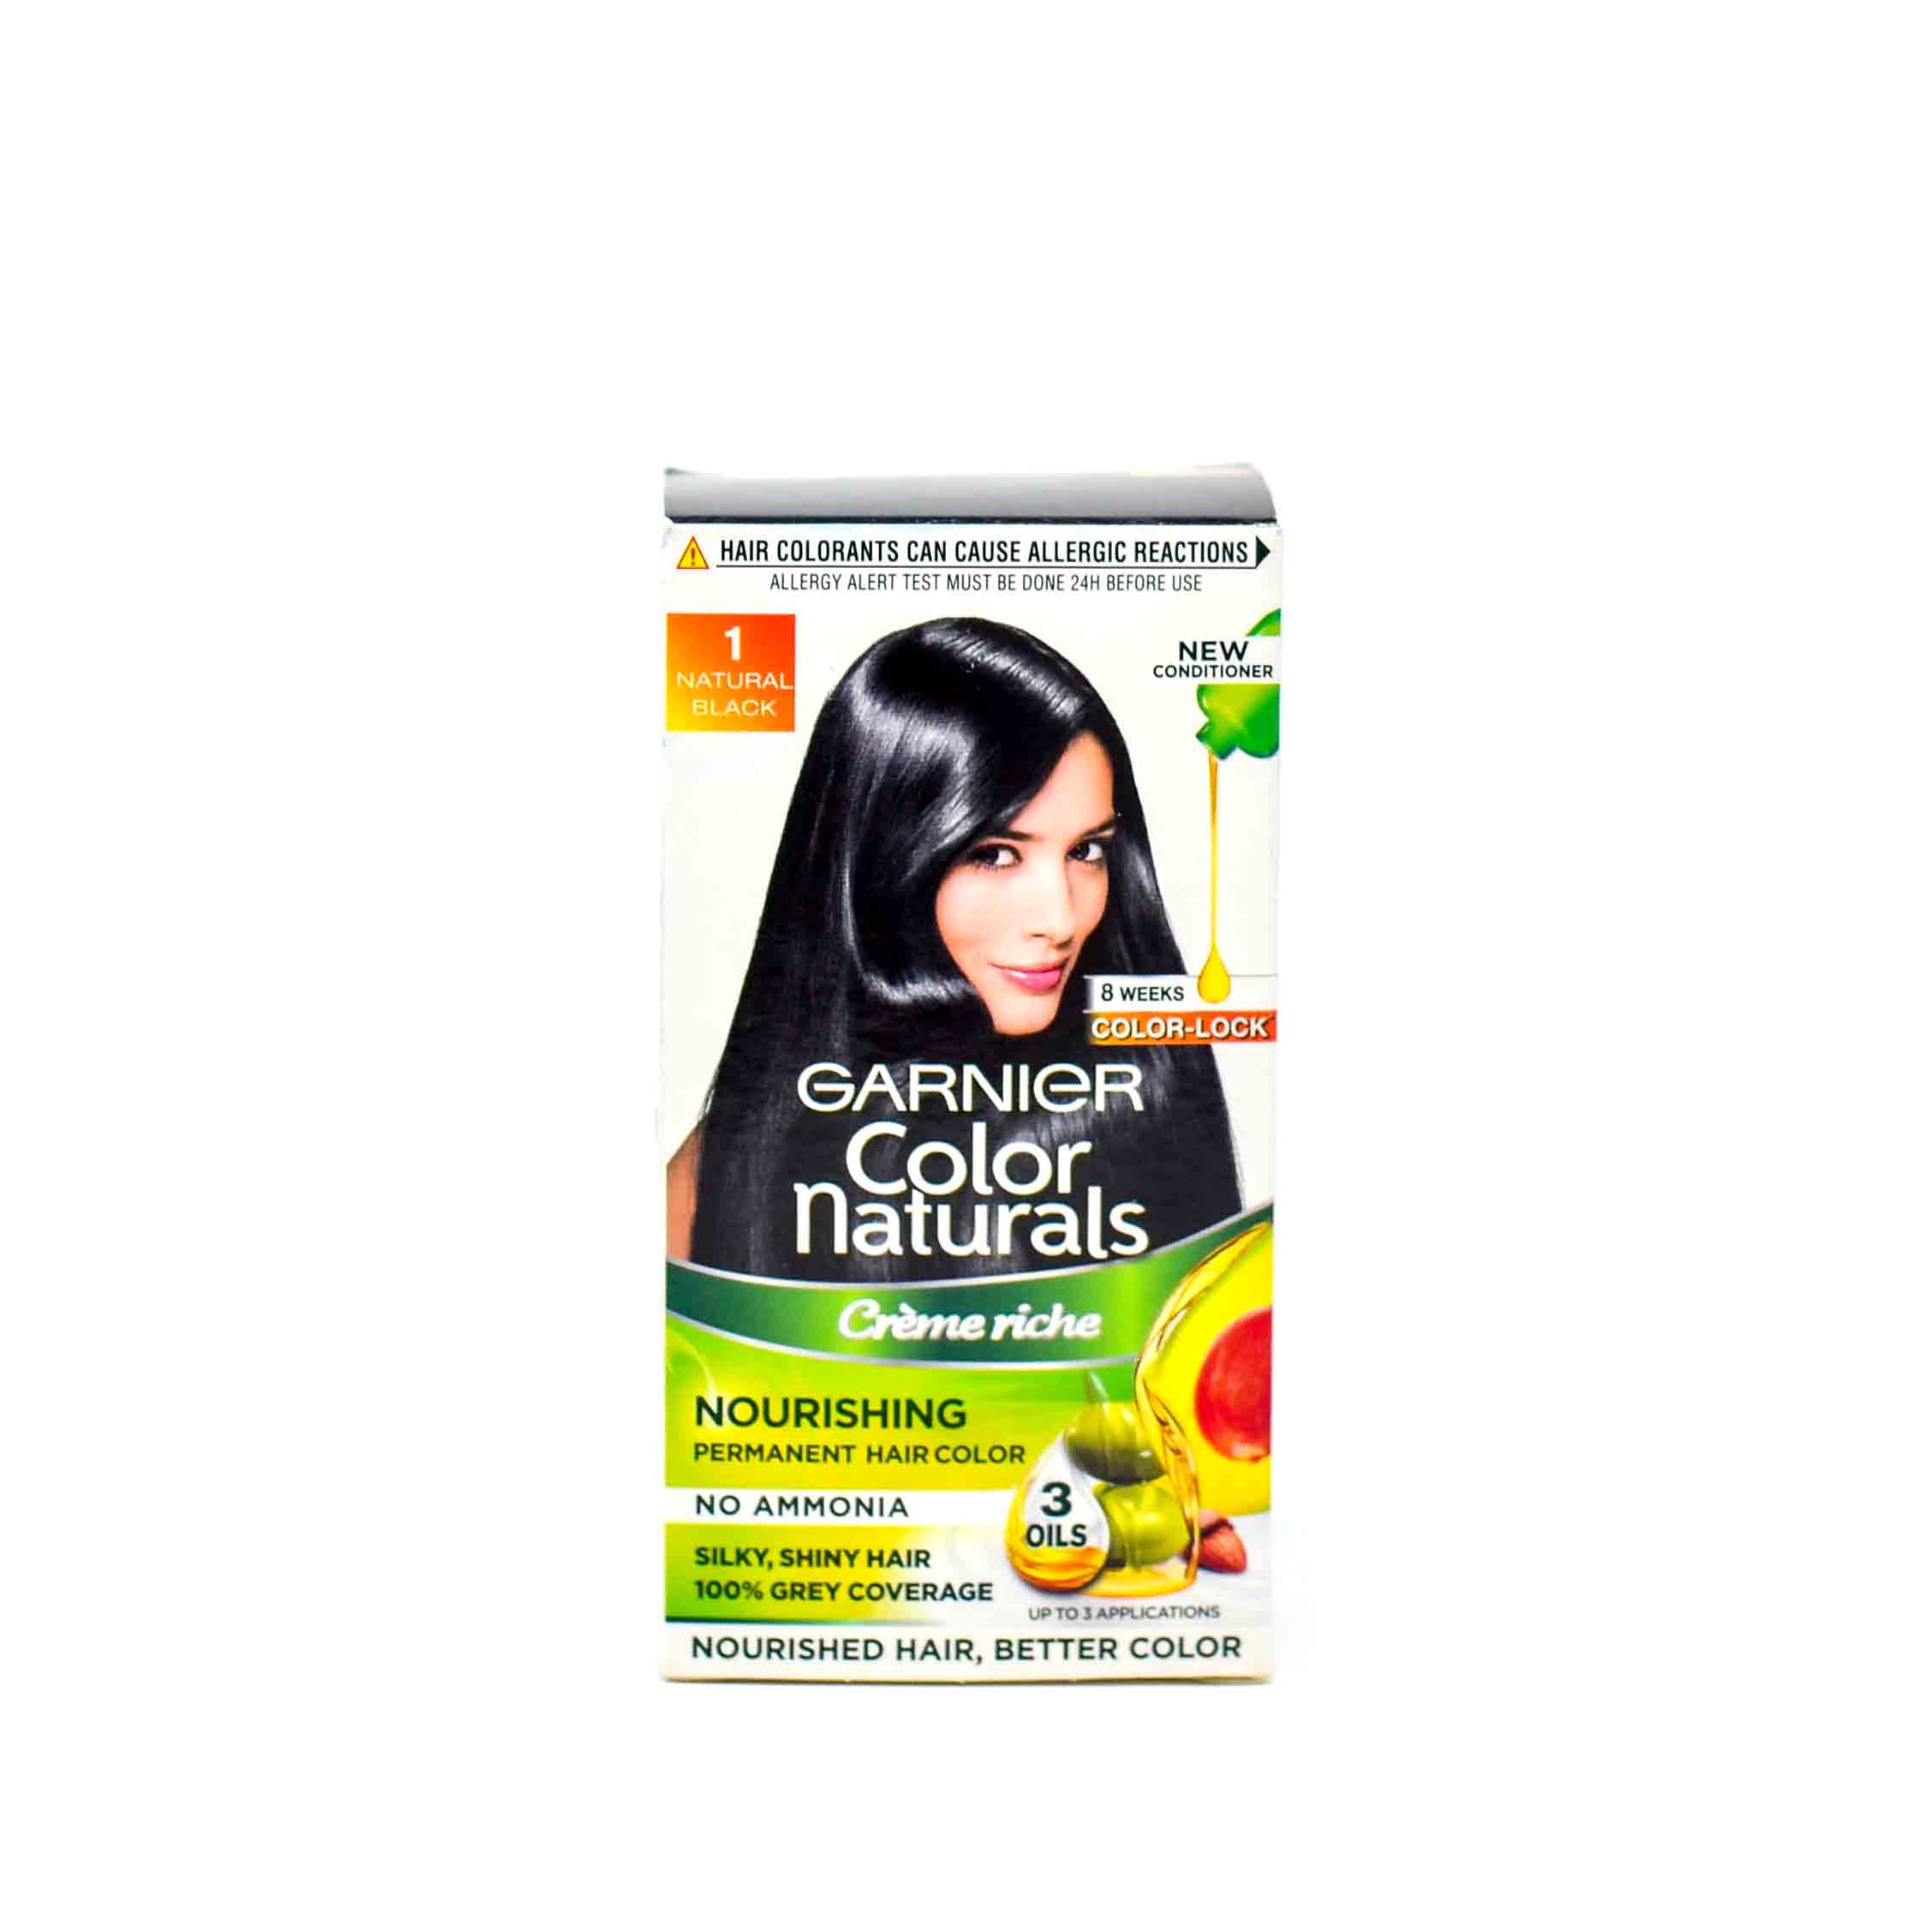 HAIR COLORANTS CAN CAUSE ALLERGIC REACTIONS
ALLERGY ALERT TEST MUST BE DONE 24H BEFORE USE
1
NATURAL
BLACK
NEW
CONDITIONER
8 WEEKS
COLOR-LOCK
GARNIER
Color
Naturals
Crème riche
NOURISHING
PERMANENT HAIR COLOR
NO AMMONIA
3
OILS
SILKY, SHINY HAIR
100% GREY COVERAGE
UP TO 3 APPLICATIONS
NOURISHED HAIR, BETTER COLOR